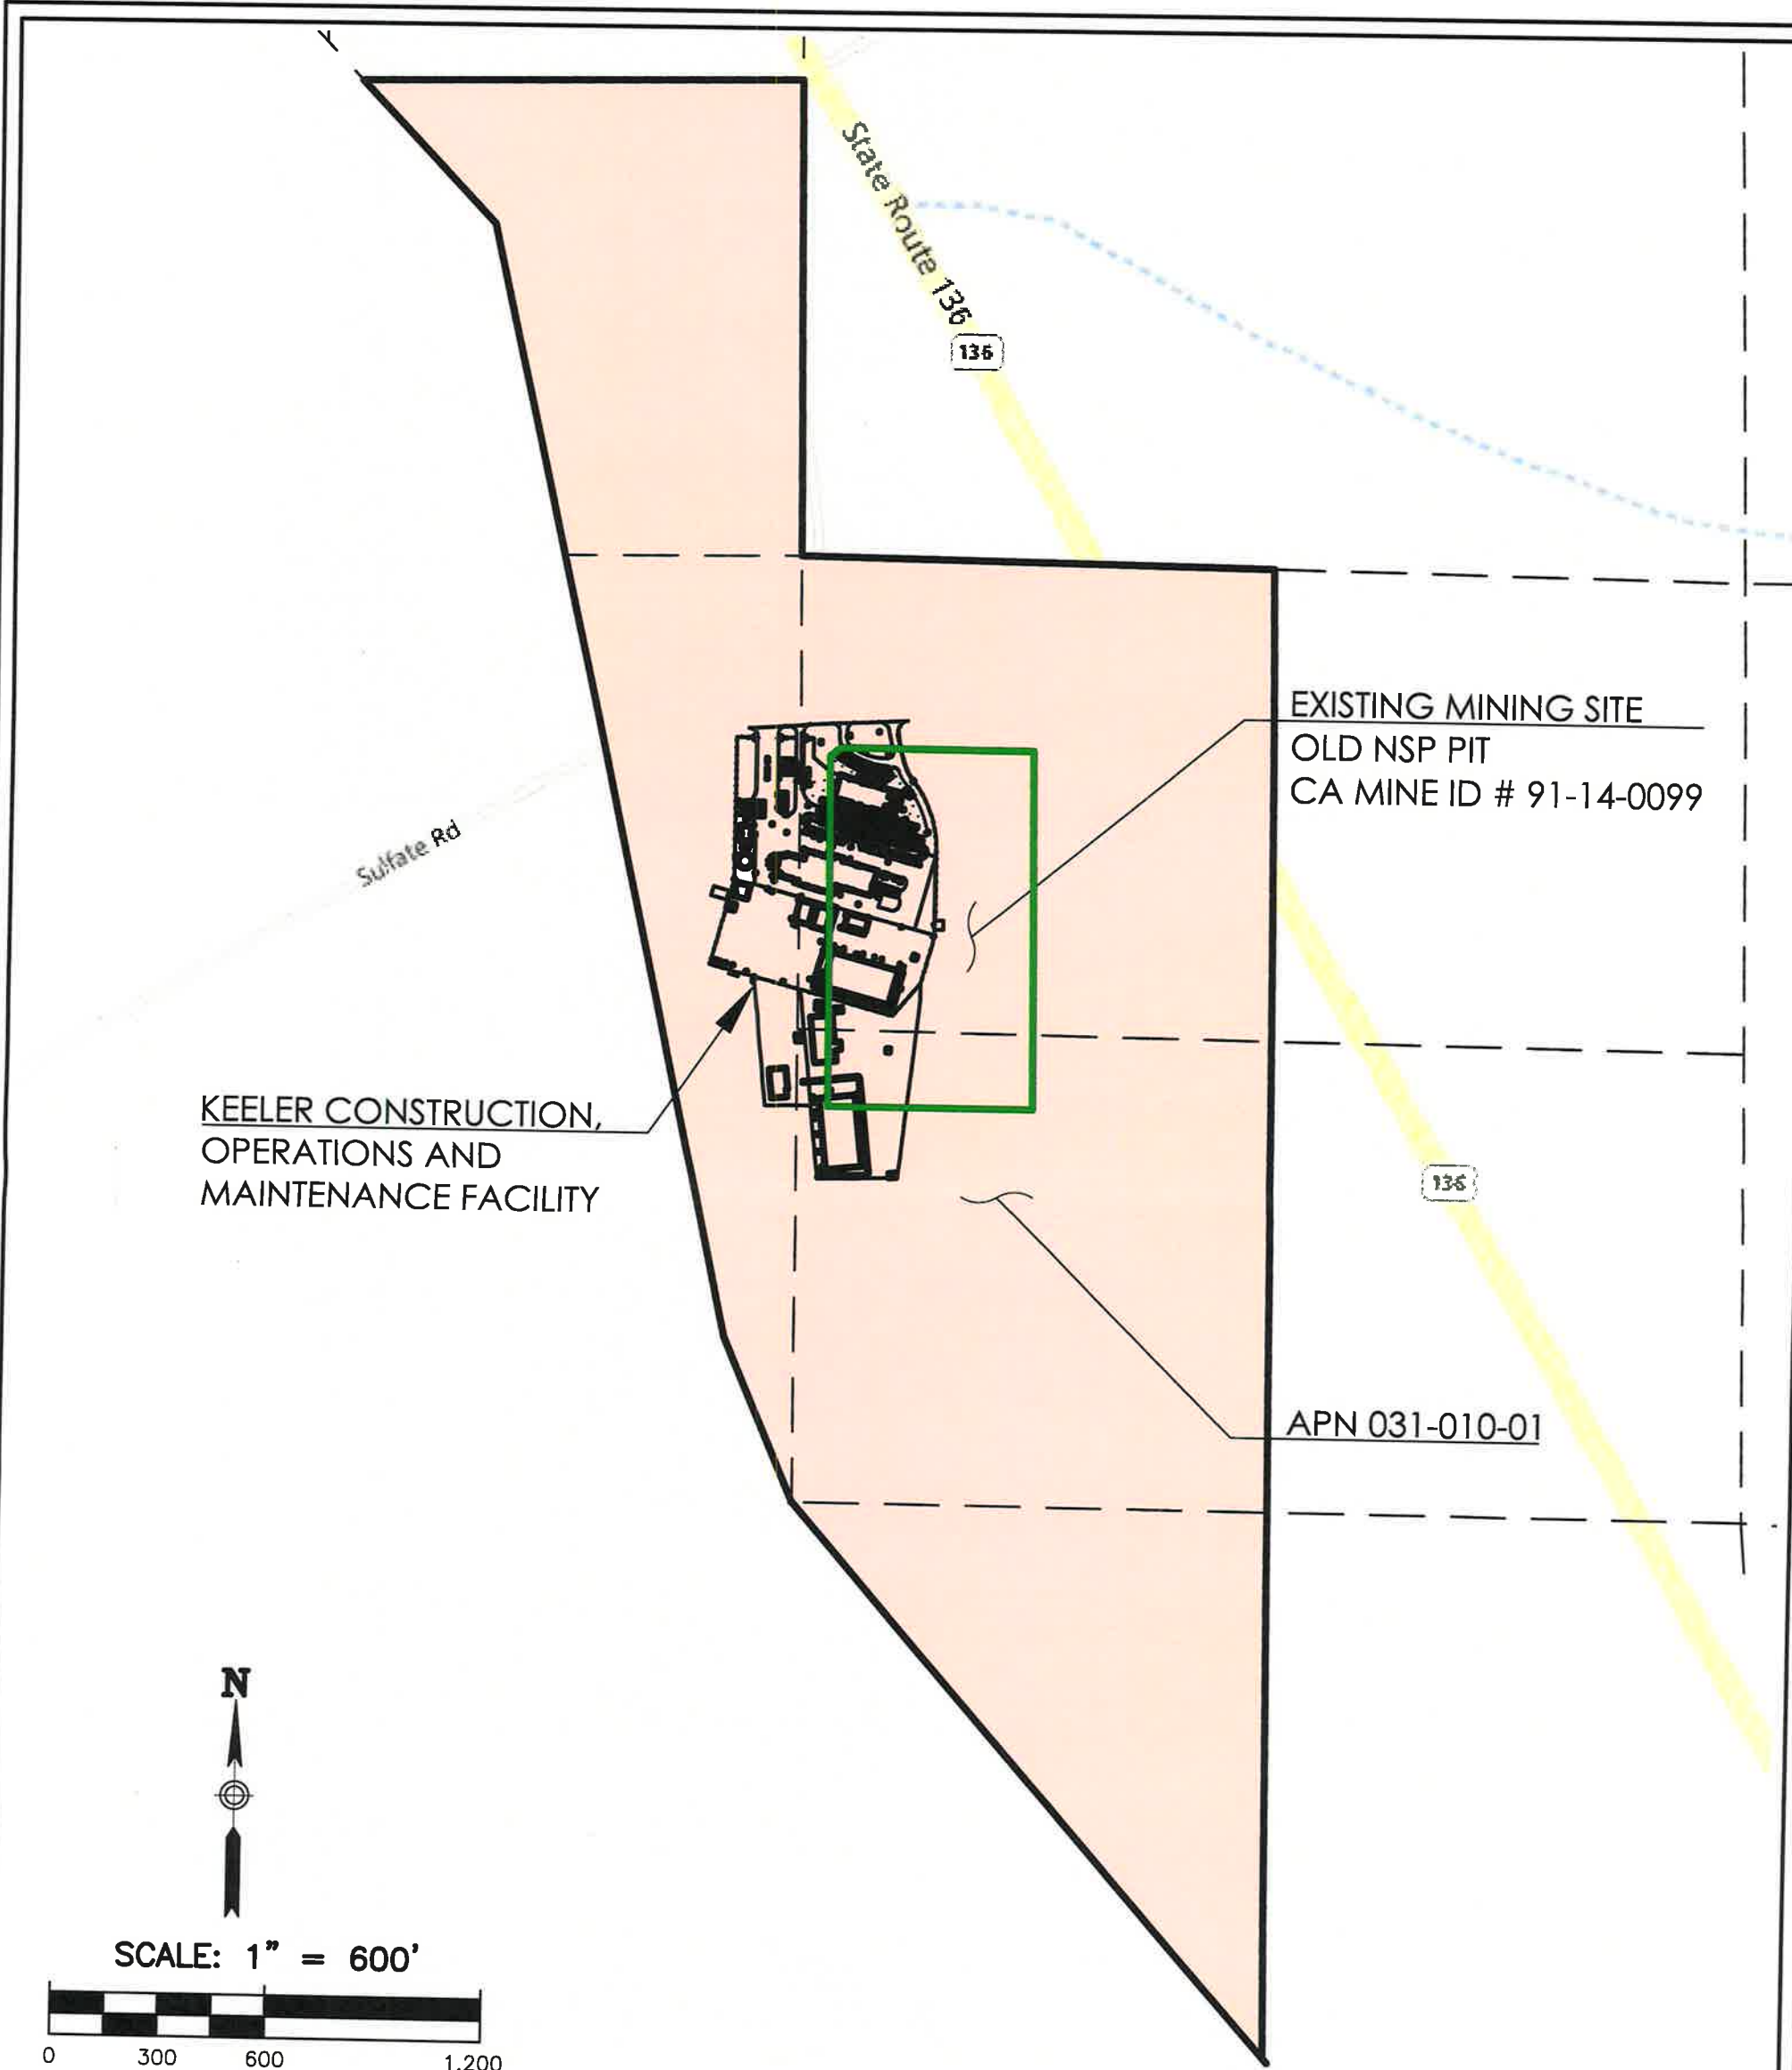 State Route 136
136
EXISTING MINING SITE
OLD NSP PIT
CA MINE ID # 91-14-0099
Sulfate Rd
KEELER CONSTRUCTION,
OPERATIONS AND
MAINTENANCE FACILITY
136
APN 031-010-01
N
SCALE: 1" = 600'
0 300 600 1,200